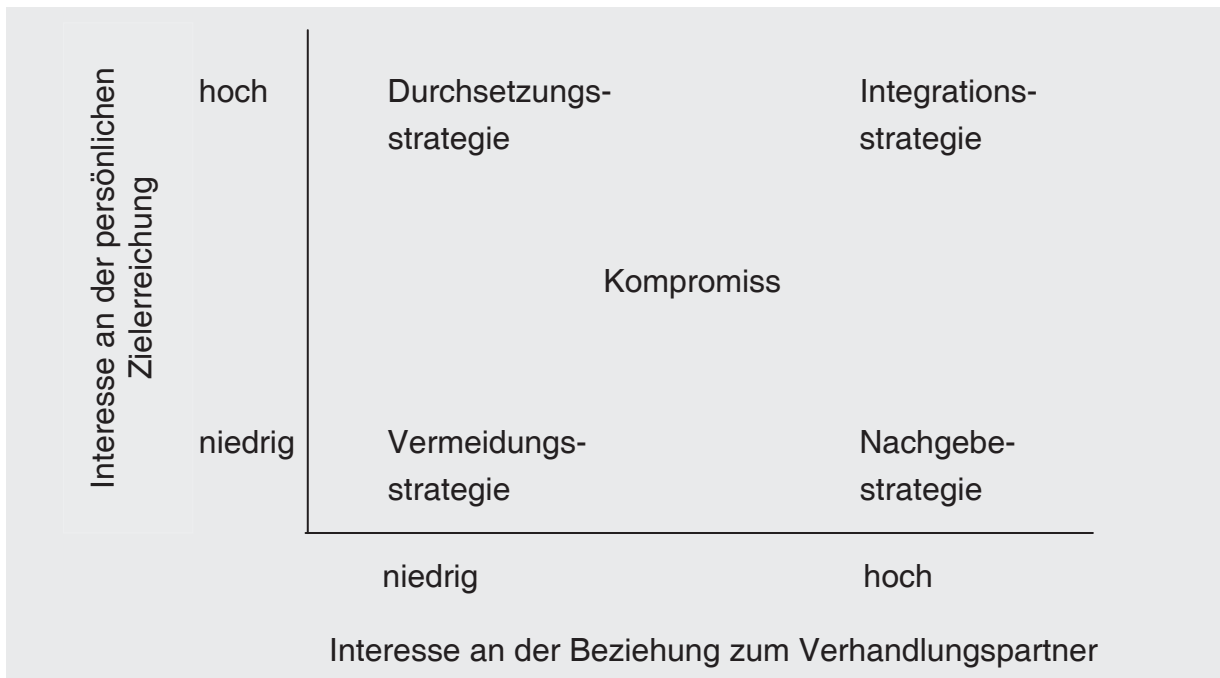 Interesse an der persönlichen
Zielerreichung
hoch
Durchsetzungs-
strategie
Integrations-
strategie
Kompromiss
niedrig
Vermeidungs-
strategie
Nachgebe-
strategie
niedrig
hoch
Interesse an der Beziehung zum Verhandlungspartner